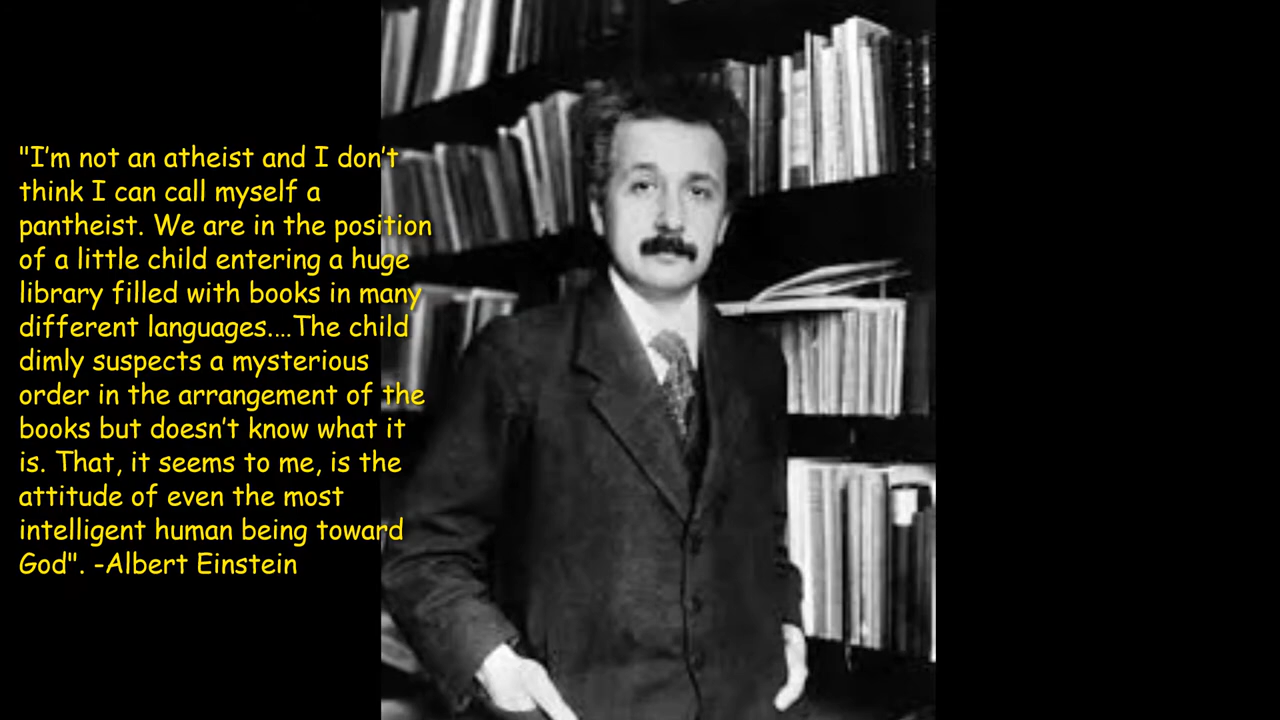 "I’m not an atheist and I don’t
think I can call myself a
pantheist. We are in the position
of a little child entering a huge
library filled with books in many
different languages.…The child
dimly suspects a mysterious
order in the arrangement of the
books but doesn’t know what it
is. That, it seems to me, is the
attitude of even the most
intelligent human being toward
God". -Albert Einstein